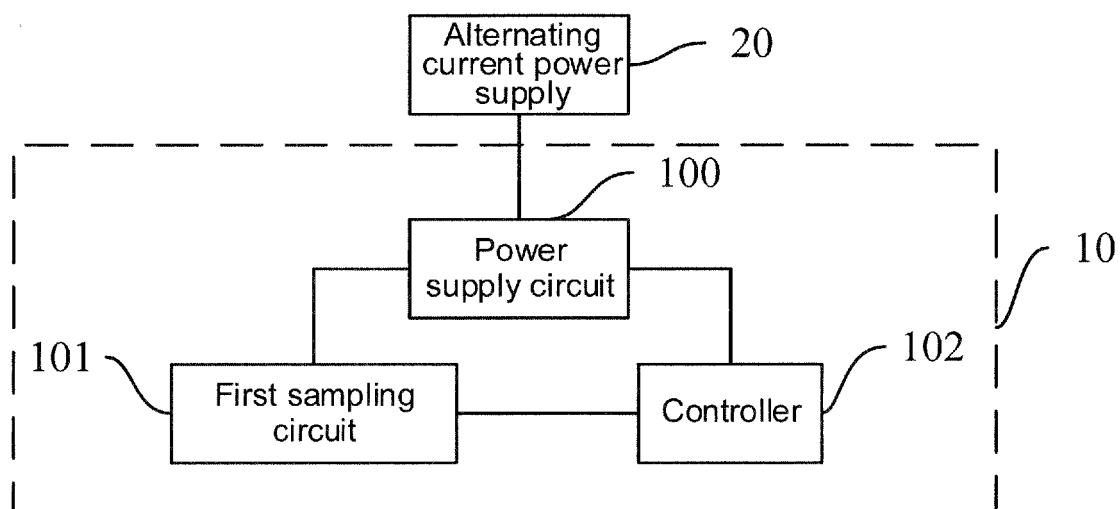 Alternating
current power
supply
20
100
Power
supply circuit
10
101
102
First sampling
circuit
Controller